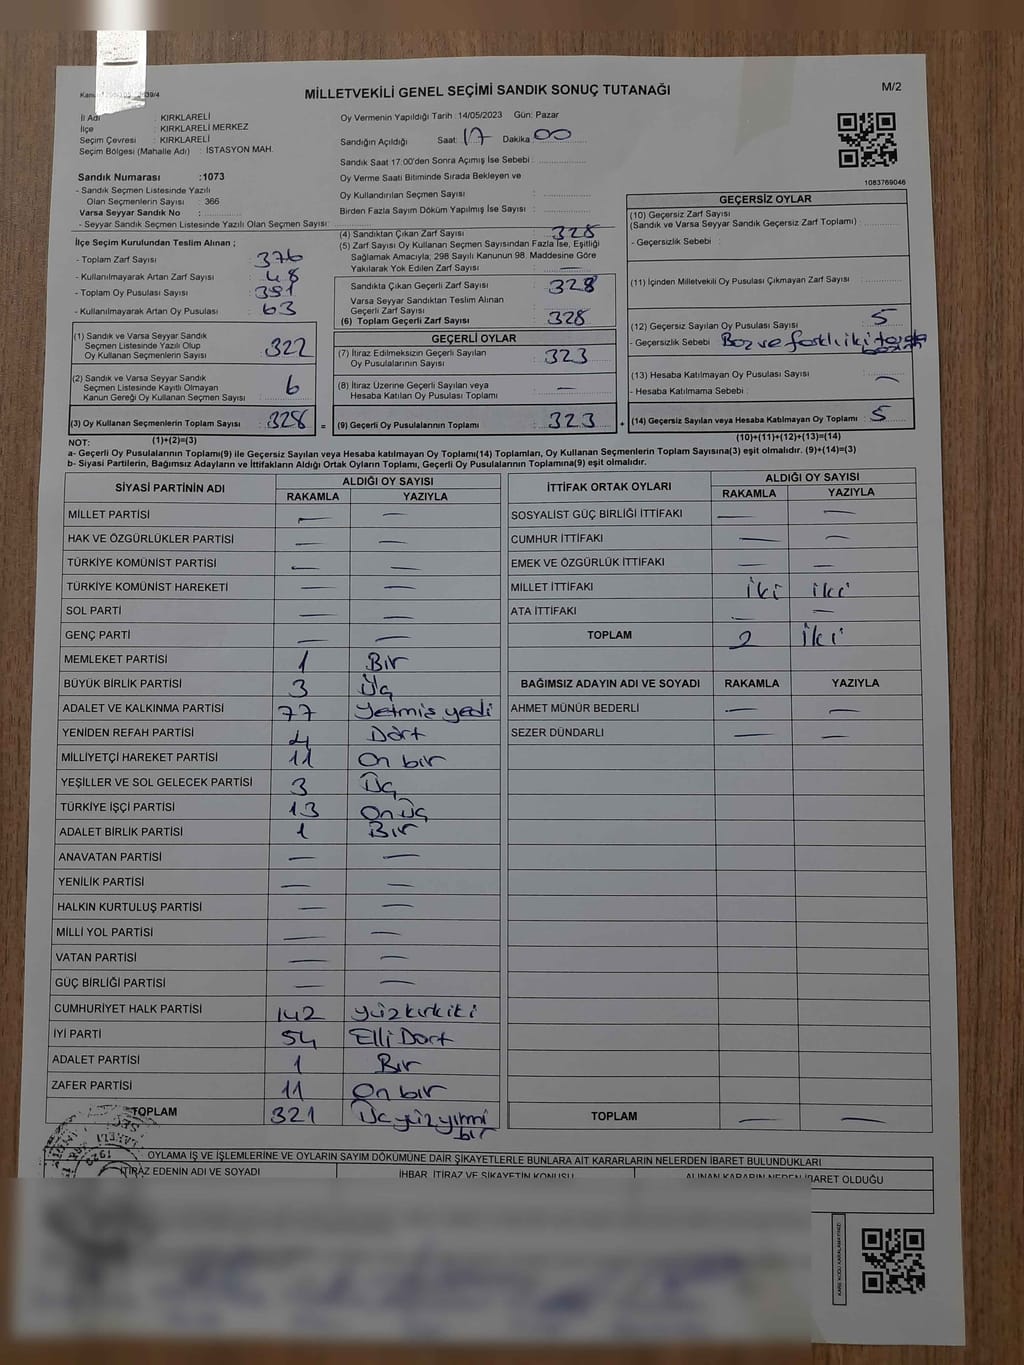 MİLLETVEKİLİ GENEL SEÇİMİ SANDIK SONUÇ TUTANAĞI
M/2
İl Adı : KIRKLARELİ
İlçe : KIRKLARELİ MERKEZ
Seçim Çevresi : KIRKLARELİ
Seçim Bölgesi (Mahalle Adı) : İSTASYON MAH.
Sandık Numarası :1073
- Sandık Seçmen Listesinde Yazılı
Olan Seçmenlerin Sayısı : 366
Varsa Seyyar Sandık No :
- Seyyar Sandık Seçmen Listesinde Yazılı Olan Seçmen Sayısı:
Oy Vermenin Yapıldığı Tarih : 14/05/2023 Gün: Pazar
Sandığın Açıldığı Saat: 17 Dakika 00
Sandık Saat 17:00'den Sonra Açımış İse Sebebi :
Oy Verme Saati Bitiminde Sırada Bekleyen ve
Oy Kullandırılan Seçmen Sayısı :
Birden Fazla Sayım Döküm Yapılmış İse Sayısı :
1083769046
İlçe Seçim Kurulundan Teslim Alınan ;
- Toplam Zarf Sayısı : 376
- Kullanılmayarak Artan Zarf Sayısı : 48
- Toplam Oy Pusulası Sayısı : 391
- Kullanılmayarak Artan Oy Pusulası : 63
(1) Sandık ve Varsa Seyyar Sandık
Seçmen Listesinde Yazılı Olup
Oy Kullanan Seçmenlerin Sayısı : 322
(2) Sandık ve Varsa Seyyar Sandık
Seçmen Listesinde Kayıtlı Olmayan
Kanun Gereği Oy Kullanan Seçmen Sayısı : 6
(3) Oy Kullanan Seçmenlerin Toplam Sayısı : 328 =
(4) Sandıktan Çıkan Zarf Sayısı : 328
(5) Zarf Sayısı Oy Kullanan Seçmen Sayısından Fazla İse, Eşitliği
Sağlamak Amacıyla; 298 Sayılı Kanunun 98. Maddesine Göre
Yakılarak Yok Edilen Zarf Sayısı : —
Sandıkta Çıkan Geçerli Zarf Sayısı : 328
Varsa Seyyar Sandıktan Teslim Alınan
Geçerli Zarf Sayısı :
(6) Toplam Geçerli Zarf Sayısı : 328
GEÇERLİ OYLAR
(7) İtiraz Edilmeksizin Geçerli Sayılan
Oy Pusulalarının Sayısı : 323
(8) İtiraz Üzerine Geçerli Sayılan veya
Hesaba Katılan Oy Pusulası Toplamı : —
(9) Geçerli Oy Pusulalarının Toplamı : 323 +
GEÇERSİZ OYLAR
(10) Geçersiz Zarf Sayısı
(Sandık ve Varsa Seyyar Sandık Geçersiz Zarf Toplamı) :
- Geçersizlik Sebebi :
(11) İçinden Milletvekili Oy Pusulası Çıkmayan Zarf Sayısı :
(12) Geçersiz Sayılan Oy Pusulası Sayısı : 5
- Geçersizlik Sebebi : Boz ve farklı iki
(13) Hesaba Katılmayan Oy Pusulası Sayısı : —
- Hesaba Katılmama Sebebi :
(14) Geçersiz Sayılan veya Hesaba Katılmayan Oy Toplamı : 5
NOT: (1)+(2)=(3) (10)+(11)+(12)+(13)=(14)
a- Geçerli Oy Pusulalarının Toplamı(9) ile Geçersiz Sayılan veya Hesaba katılmayan Oy Toplamı(14) Toplamları, Oy Kullanan Seçmenlerin Toplam Sayısına(3) eşit olmalıdır. (9)+(14)=(3)
b- Siyasi Partilerin, Bağımsız Adayların ve İttifakların Aldığı Ortak Oyların Toplamı, Geçerli Oy Pusulalarının Toplamına(9) eşit olmalıdır.
SİYASİ PARTİNİN ADI ALDIĞI OY SAYISI
RAKAMLA YAZIYLA
MİLLET PARTİSİ — —
HAK VE ÖZGÜRLÜKLER PARTİSİ — —
TÜRKİYE KOMÜNİST PARTİSİ — —
TÜRKİYE KOMÜNİST HAREKETİ — —
SOL PARTİ — —
GENÇ PARTİ — —
MEMLEKET PARTİSİ 1 Bir
BÜYÜK BİRLİK PARTİSİ 3 Üç
ADALET VE KALKINMA PARTİSİ 77 Yetmiş yedi
YENİDEN REFAH PARTİSİ 4 Dört
MİLLİYETÇİ HAREKET PARTİSİ 11 On bir
YEŞİLLER VE SOL GELECEK PARTİSİ 3 Üç
TÜRKİYE İŞÇİ PARTİSİ 13 On Üç
ADALET BİRLİK PARTİSİ 1 Bir
ANAVATAN PARTİSİ — —
YENİLİK PARTİSİ — —
HALKIN KURTULUŞ PARTİSİ — —
MİLLİ YOL PARTİSİ — —
VATAN PARTİSİ — —
GÜÇ BİRLİĞİ PARTİSİ — —
CUMHURİYET HALK PARTİSİ 142 Yüzkırkiki
İYİ PARTİ 54 Elli Dört
ADALET PARTİSİ 1 Bir
ZAFER PARTİSİ 11 On bir
TOPLAM 321 Üçyüzyirmi
bir
İTTİFAK ORTAK OYLARI ALDIĞI OY SAYISI
RAKAMLA YAZIYLA
SOSYALİST GÜÇ BİRLİĞİ İTTİFAKI — —
CUMHUR İTTİFAKI — —
EMEK VE ÖZGÜRLÜK İTTİFAKI — —
MİLLET İTTİFAKI iki iki
ATA İTTİFAKI — —
TOPLAM 2 iki
BAĞIMSIZ ADAYIN ADI VE SOYADI RAKAMLA YAZIYLA
AHMET MÜNÜR BEDERLİ — —
SEZER DÜNDARLI — —
TOPLAM — —
OYLAMA İŞ VE İŞLEMLERİNE VE OYLARIN SAYIM DÖKÜMÜNE DAİR ŞİKAYETLERLE BUNLARA AİT KARARLARIN NELERDEN İBARET BULUNDUKLARI
İTİRAZ EDENİN ADI VE SOYADI İHBAR, İTİRAZ VE ŞİKAYETİN KONUSU ALINAN KARARIN NEDEN İBARET OLDUĞU